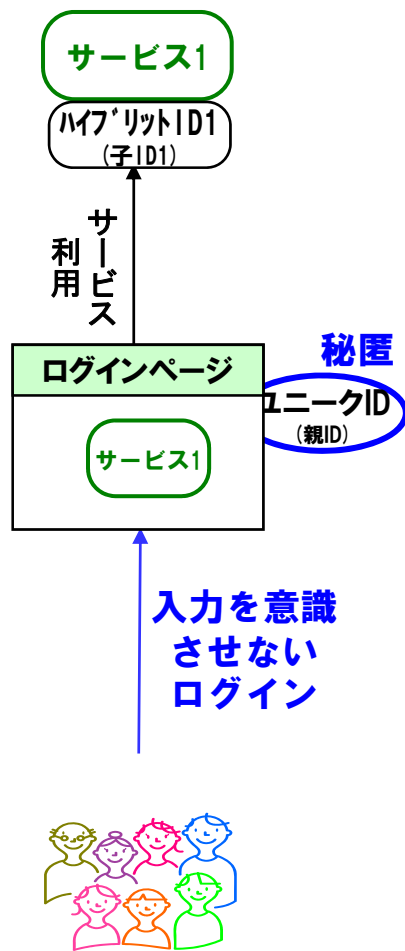 サービス1
ハイブリットID1
(子ID1)
サービス
利用
秘匿
ログインページ
ユニークID
(親ID)
サービス1
入力を意識
させない
ログイン